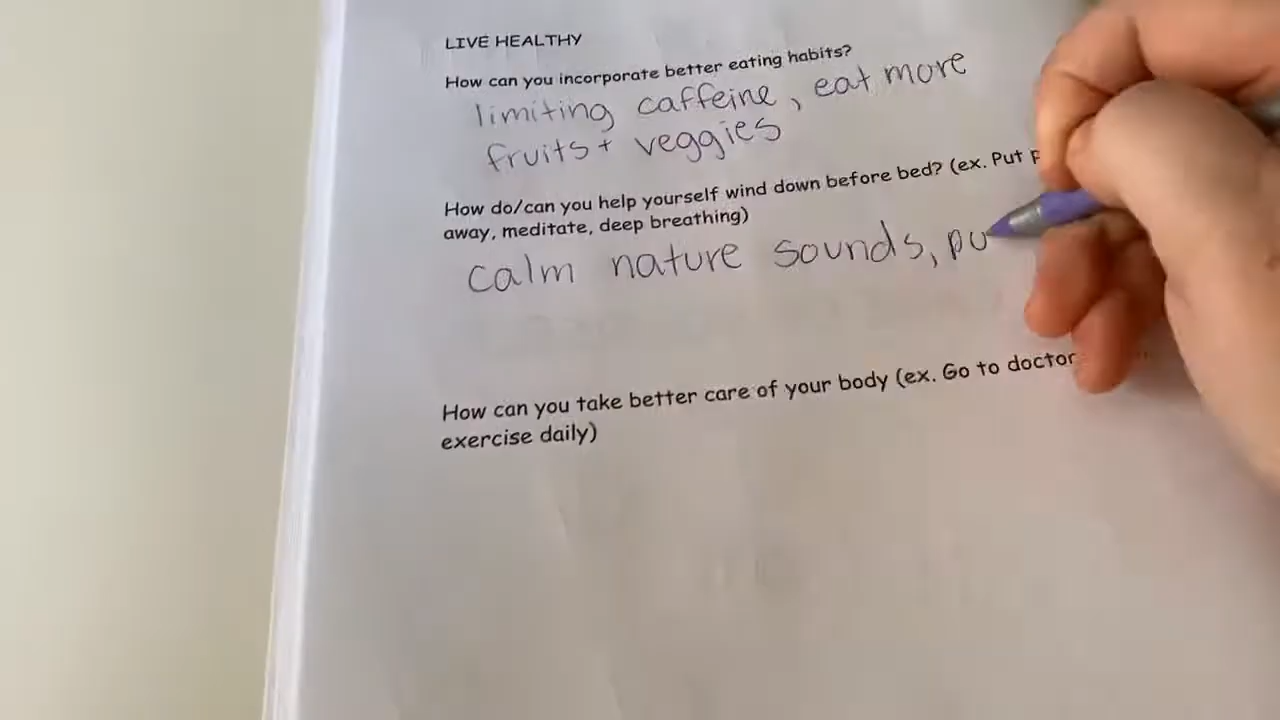 LIVE HEALTHY
How can you incorporate better eating habits?
limiting caffeine, eat more
fruits + veggies
How do/can you help yourself wind down before bed? (ex. Put
away, meditate, deep breathing)
calm nature sounds, pu
How can you take better care of your body (ex. Go to doctor
exercise daily)